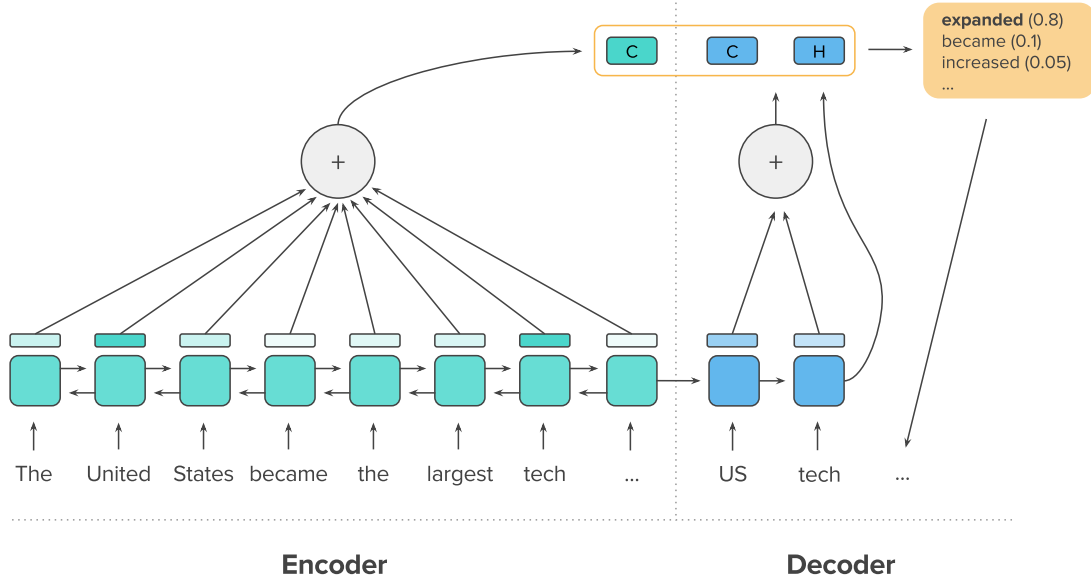 expanded (0.8)
became (0.1)
increased (0.05)
...
C C H
+ +
The United States became the largest tech ... US tech ...
Encoder Decoder